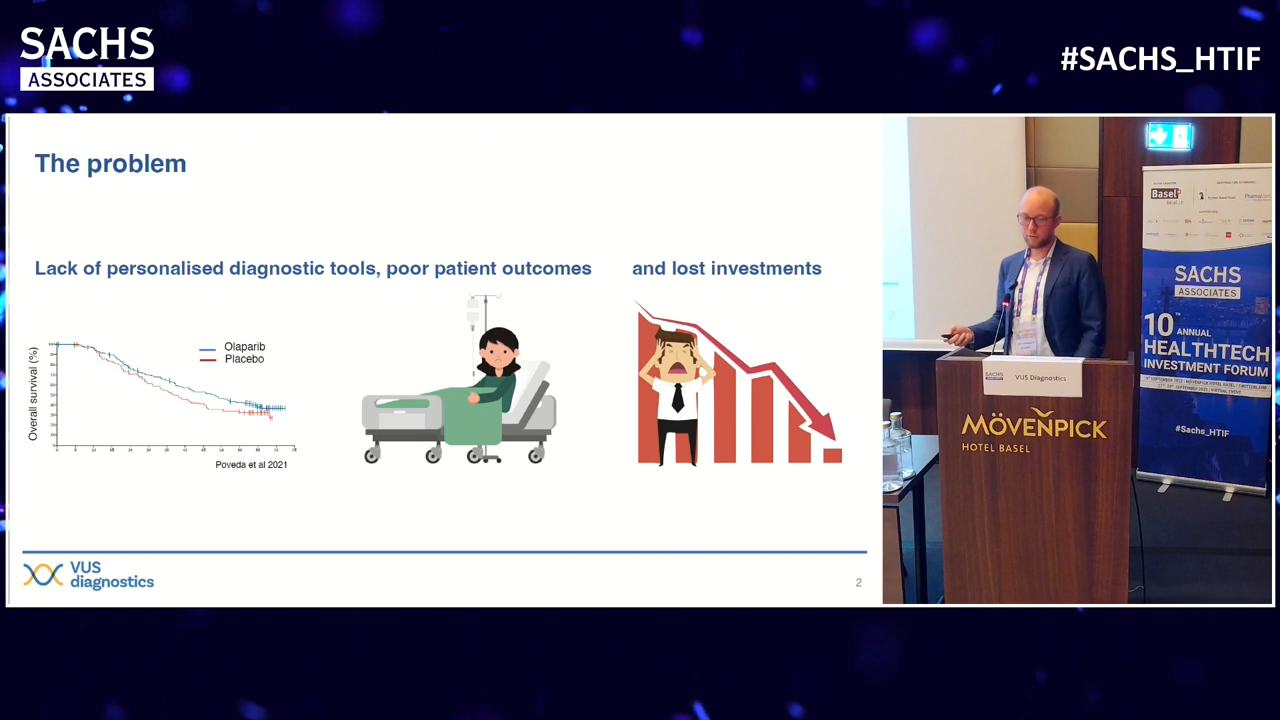 SACHS
ASSOCIATES
#SACHS_HTIF
The problem
Lack of personalised diagnostic tools, poor patient outcomes
and lost investments
Olaparib
Placebo
Overall survival (%)
Poveda et al 2021
VUS
diagnostics
2
Basel
SACHS
ASSOCIATES
10TH ANNUAL
HEALTHTECH
INVESTMENT FORUM
#Sachs_HTIF
SACHS
VUS Diagnostics
MÖVENPICK
HOTEL BASEL